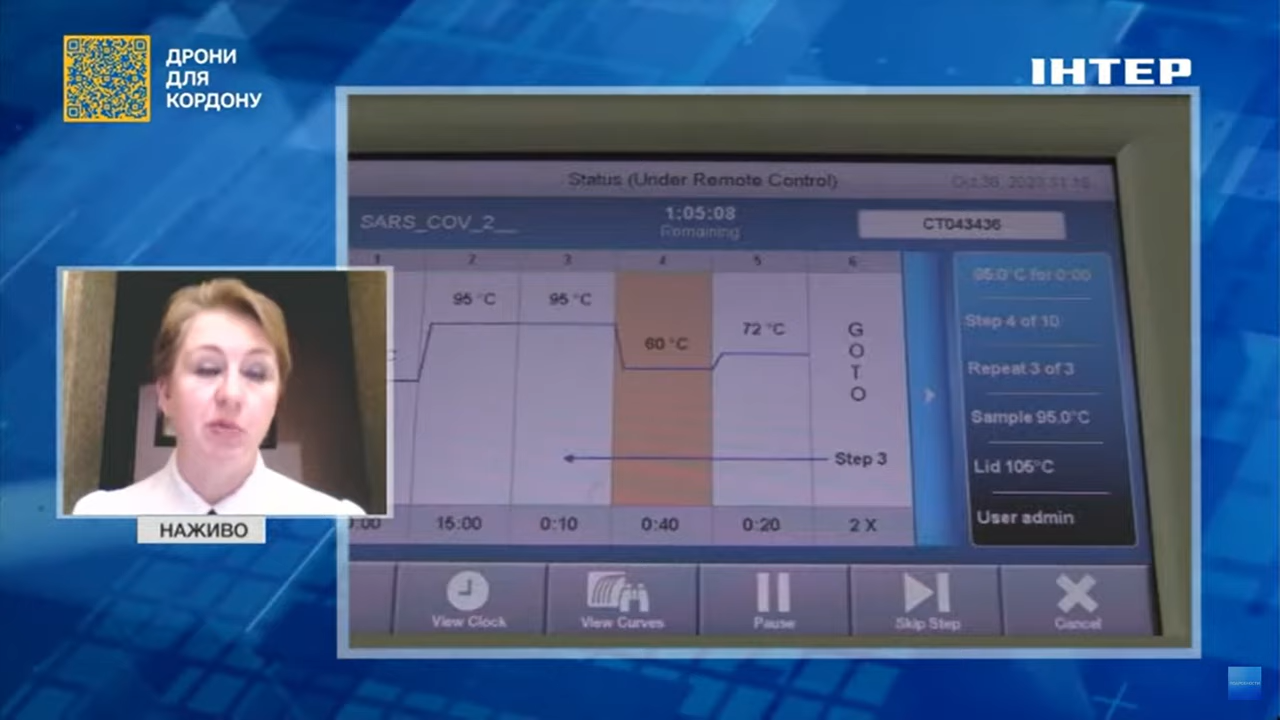 ДРОНИ
ДЛЯ
КОРДОНУ
ІНТЕР
Status (Under Remote Control)
SARS_COV_2__
1:05:08
Remaining
CT043436
1 2 3 4 5 6
95 °C
95 °C
60 °C
72 °C
GOTO
Step 3
15:00
0:10
0:40
0:20
2 X
95.0°C for 0:00
Step 4 of 10
Repeat 3 of 3
Sample 95.0°C
Lid 105°C
User admin
View Clock
View Curves
Pause
Skip Step
Cancel
НАЖИВО